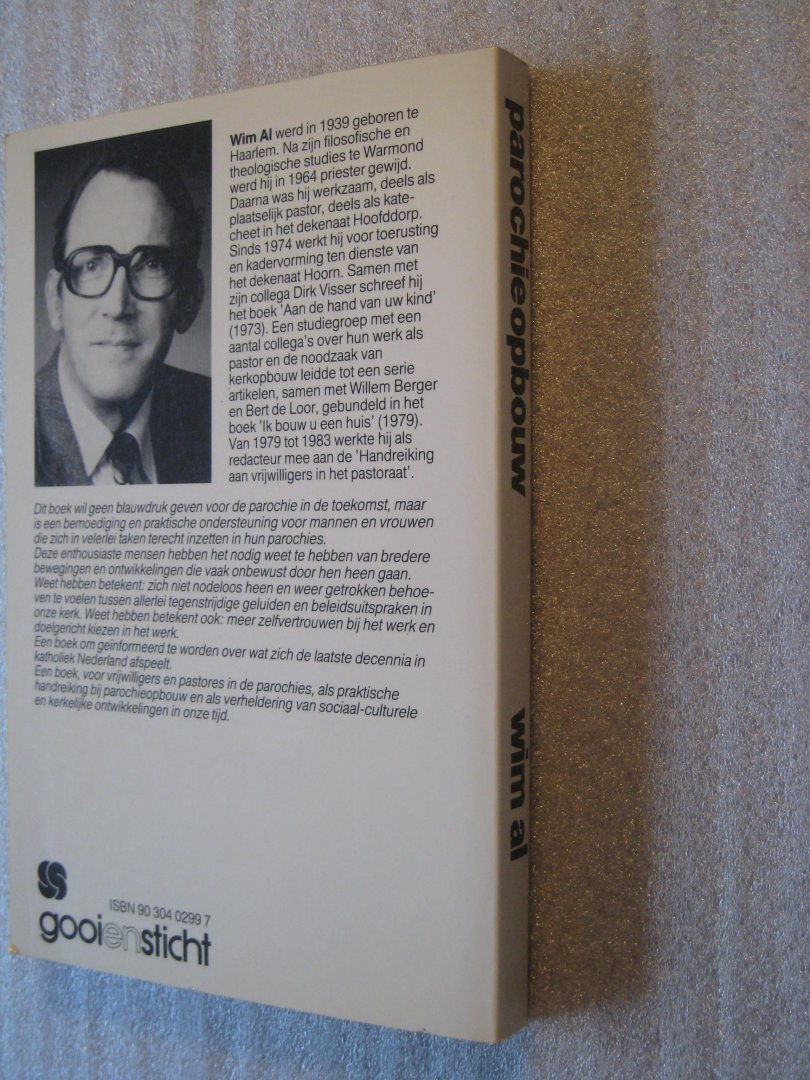 Wim Al werd in 1939 geboren te
Haarlem. Na zijn filosofische en
theologische studies te Warmond
werd hij in 1964 priester gewijd.
Daarna was hij werkzaam, deels als
plaatselijk pastor, deels als kate-
cheet in het dekenaat Hoofddorp.
Sinds 1974 werkt hij voor toerusting
en kadervorming ten dienste van
het dekenaat Hoorn. Samen met
zijn collega Dirk Visser schreef hij
het boek 'Aan de hand van uw kind'
(1973). Een studiegroep met een
aantal collega's over hun werk als
pastor en de noodzaak van
kerkopbouw leidde tot een serie
artikelen, samen met Willem Berger
en Bert de Loor, gebundeld in het
boek 'Ik bouw u een huis' (1979).
Van 1979 tot 1983 werkte hij als
redacteur mee aan de 'Handreiking
aan vrijwilligers in het pastoraat'.
Dit boek wil geen blauwdruk geven voor de parochie in de toekomst, maar
is een bemoediging en praktische ondersteuning voor mannen en vrouwen
die zich in velerlei taken terecht inzetten in hun parochies.
Deze enthousiaste mensen hebben het nodig weet te hebben van bredere
bewegingen en ontwikkelingen die vaak onbewust door hen heen gaan.
Weet hebben betekent: zich niet nodeloos heen en weer getrokken behoe-
ven te voelen tussen allerlei tegenstrijdige geluiden en beleidsuitspraken in
onze kerk. Weet hebben betekent ook: meer zelfvertrouwen bij het werk en
doelgericht kiezen in het werk.
Een boek om geïnformeerd te worden over wat zich de laatste decennia in
katholiek Nederland afspeelt.
Een boek, voor vrijwilligers en pastores in de parochies, als praktische
handreiking bij parochieopbouw en als verheldering van sociaal-culturele
en kerkelijke ontwikkelingen in onze tijd.
ISBN 90 304 0299 7
gooiensticht
parochieopbouw
wim al